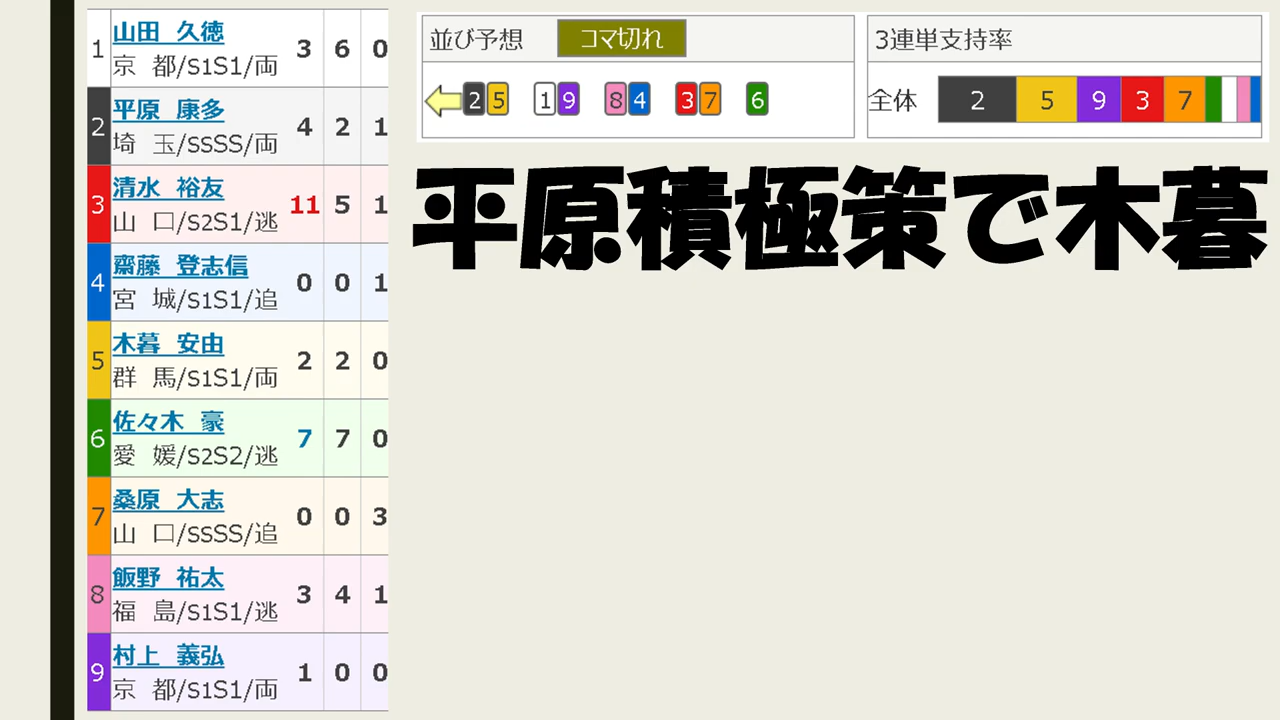 1 山田 久徳 3 6 0
京 都/S1S1/両
2 平原 康多 4 2 1
埼 玉/SSSS/両
3 清水 裕友 11 5 1
山 口/S2S1/逃
4 齋藤 登志信 0 0 1
宮 城/S1S1/追
5 木暮 安由 2 2 0
群 馬/S1S1/両
6 佐々木 豪 7 7 0
愛 媛/S2S2/逃
7 桑原 大志 0 0 3
山 口/SSSS/追
8 飯野 祐太 3 4 1
福 島/S1S1/逃
9 村上 義弘 1 0 0
京 都/S1S1/両
並び予想 コマ切れ
2 5 1 9 8 4 3 7 6
3連単支持率
全体 2 5 9 3 7
平原積極策で木暮